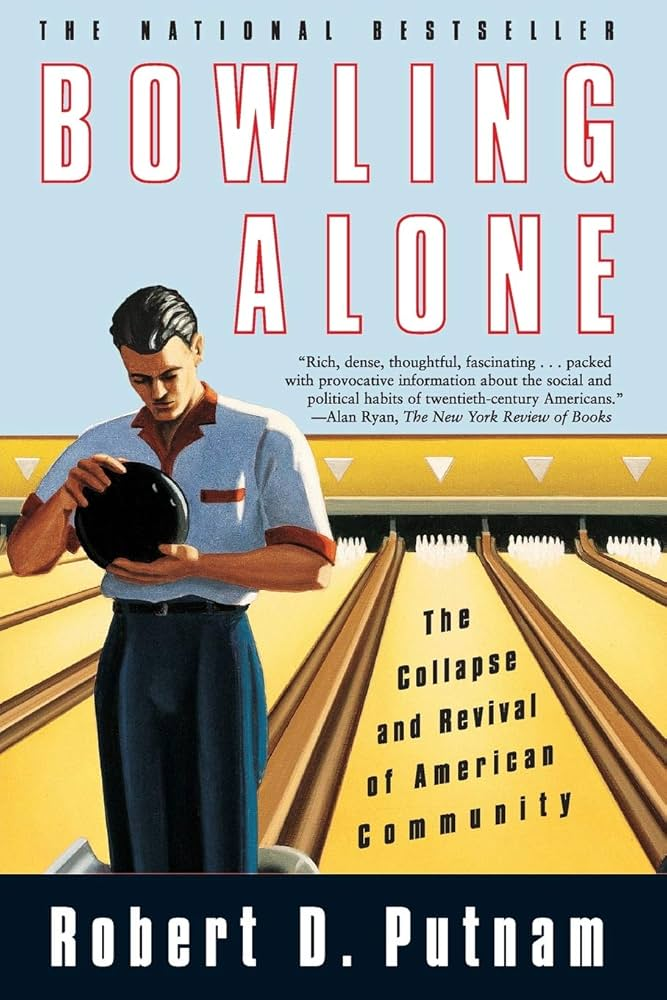 THE NATIONAL BESTSELLER
BOWLING
ALONE
“Rich, dense, thoughtful, fascinating . . . packed
with provocative information about the social and
political habits of twentieth-century Americans.”
—Alan Ryan, The New York Review of Books
The
Collapse
and Revival
of American
Community
Robert D. Putnam